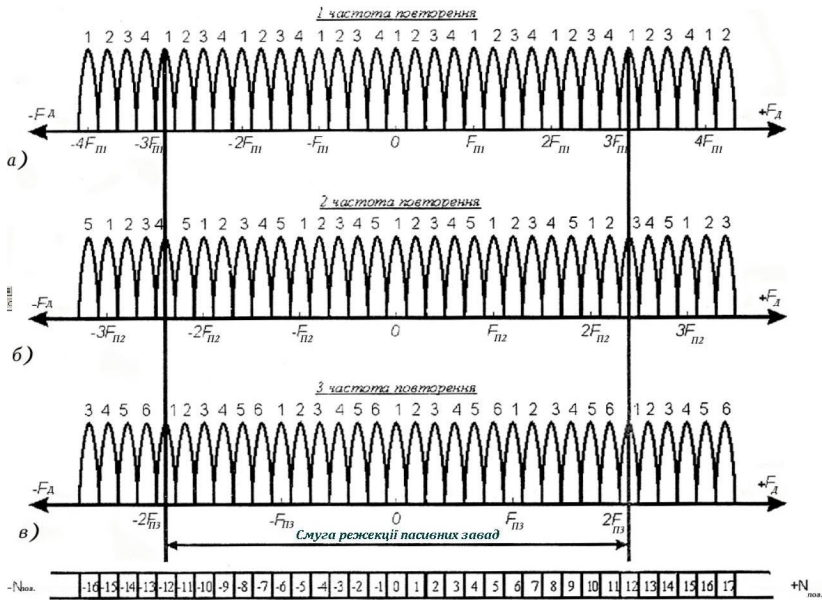 1 частота повторення
1 2 3 4 1 2 3 4 1 2 3 4 1 2 3 4 1 2 3 4 1 2 3 4 1 2 3 4 1 2 3 4 1 2
-Fд +Fд
-4Fп1 -3Fп1 -2Fп1 -Fп1 0 Fп1 2Fп1 3Fп1 4Fп1
а)
2 частота повторення
5 1 2 3 4 5 1 2 3 4 5 1 2 3 4 5 1 2 3 4 5 1 2 3 4 5 1 2 3 4 5 1 2 3
-Fд +Fд
-3Fп2 -2Fп2 -Fп2 0 Fп2 2Fп2 3Fп2
б)
3 частота повторення
3 4 5 6 1 2 3 4 5 6 1 2 3 4 5 6 1 2 3 4 5 6 1 2 3 4 5 6 1 2 3 4 5 6
-Fд +Fд
-2Fп3 -Fп3 0 Fп3 2Fп3
в)
Смуга режекції пасивних завад
-Nпов. -16 -15 -14 -13 -12 -11 -10 -9 -8 -7 -6 -5 -4 -3 -2 -1 0 1 2 3 4 5 6 7 8 9 10 11 12 13 14 15 16 17 +Nпов.